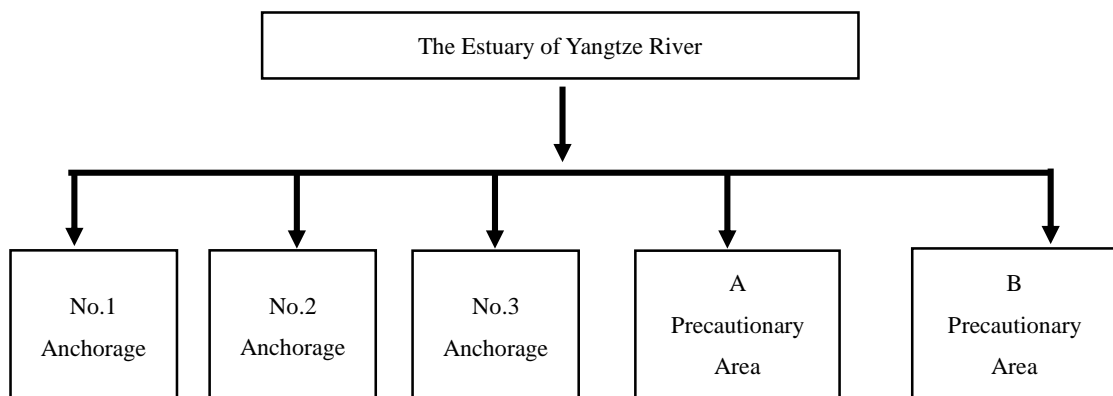 The Estuary of Yangtze River
No.1
Anchorage
No.2
Anchorage
No.3
Anchorage
A
Precautionary
Area
B
Precautionary
Area